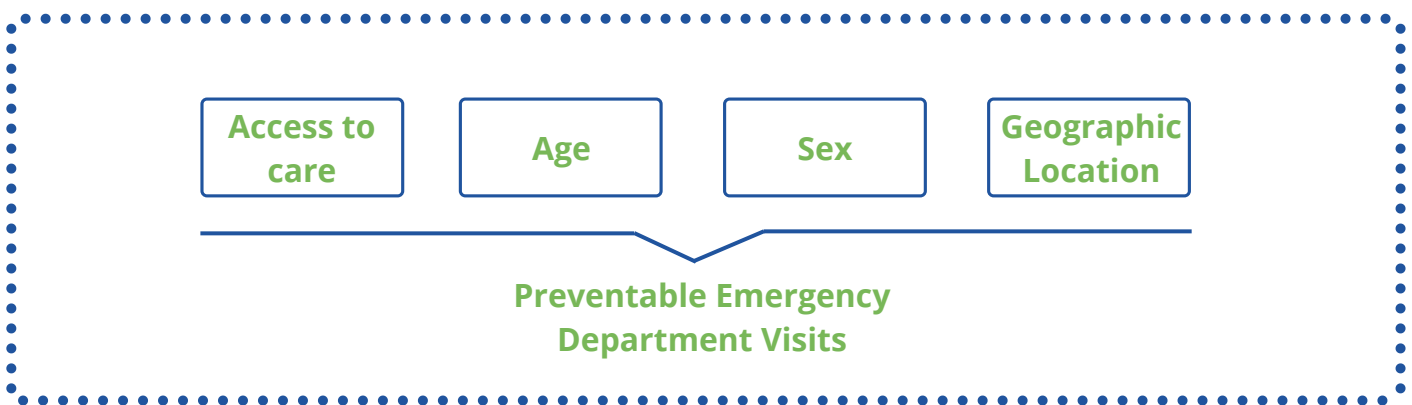 Access to
care
Age
Sex
Geographic
Location
Preventable Emergency
Department Visits